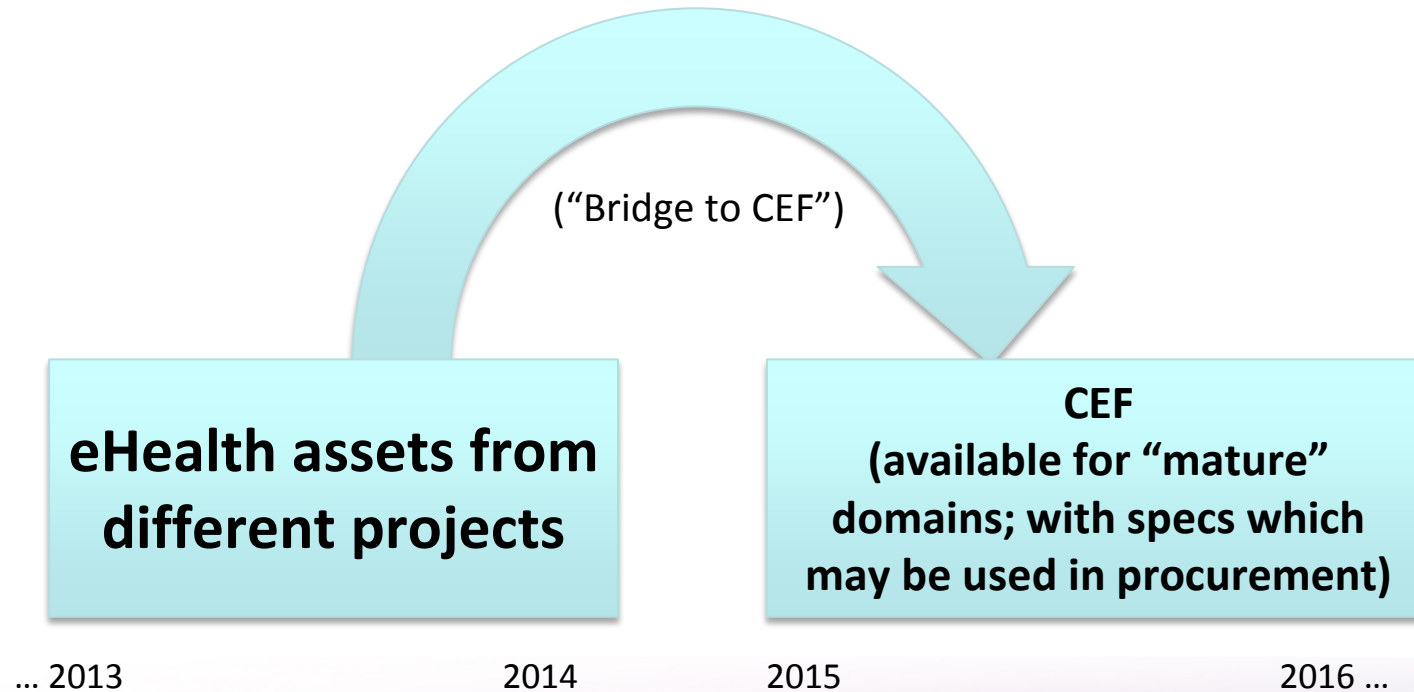 (“Bridge to CEF”)
eHealth assets from
different projects
CEF
(available for “mature”
domains; with specs which
may be used in procurement)
... 2013 2014 2015 2016 ...